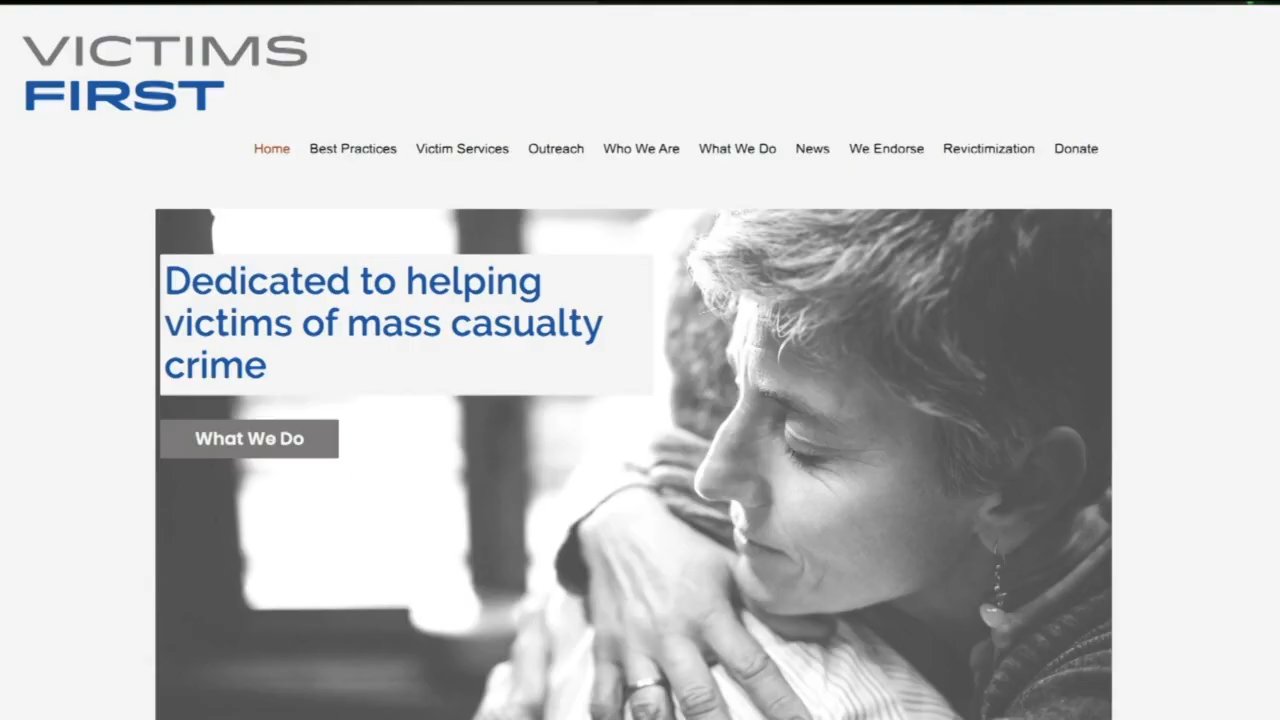 VICTIMS
FIRST
Home Best Practices Victim Services Outreach Who We Are What We Do News We Endorse Revictimization Donate
Dedicated to helping
victims of mass casualty
crime
What We Do